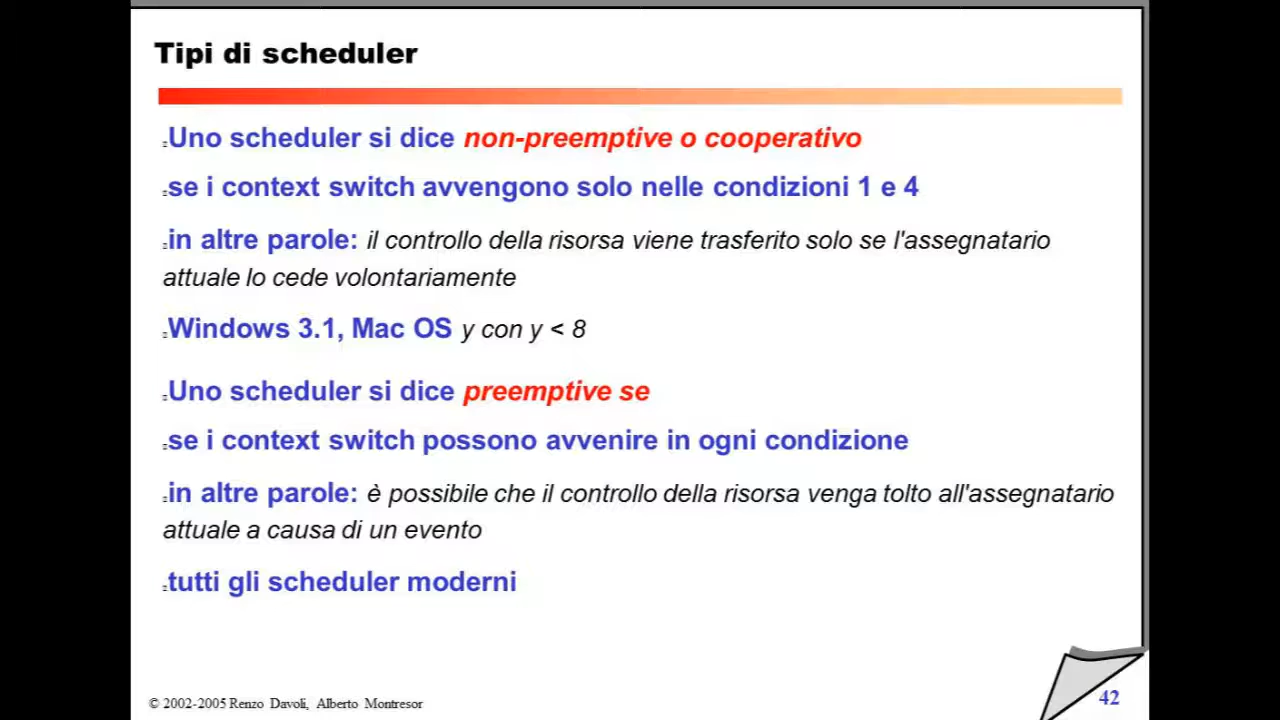 Tipi di scheduler
Uno scheduler si dice non-preemptive o cooperativo
se i context switch avvengono solo nelle condizioni 1 e 4
in altre parole: il controllo della risorsa viene trasferito solo se l'assegnatario
attuale lo cede volontariamente
Windows 3.1, Mac OS y con y < 8
Uno scheduler si dice preemptive se
se i context switch possono avvenire in ogni condizione
in altre parole: è possibile che il controllo della risorsa venga tolto all'assegnatario
attuale a causa di un evento
tutti gli scheduler moderni
© 2002-2005 Renzo Davoli, Alberto Montresor
42